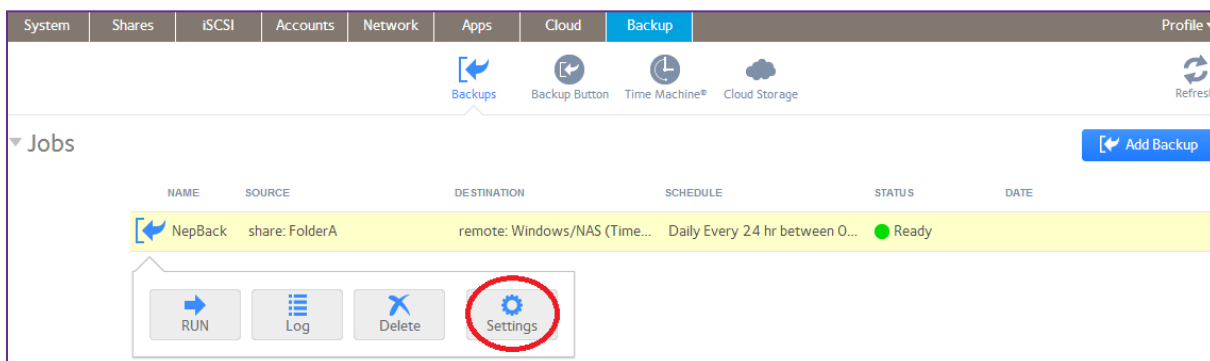 System Shares iSCSI Accounts Network Apps Cloud Backup Profile
Backups Backup Button Time Machine® Cloud Storage Refresh
Jobs Add Backup
NAME SOURCE DESTINATION SCHEDULE STATUS DATE
NepBack share: FolderA remote: Windows/NAS (Time... Daily Every 24 hr between 0... Ready
RUN Log Delete Settings